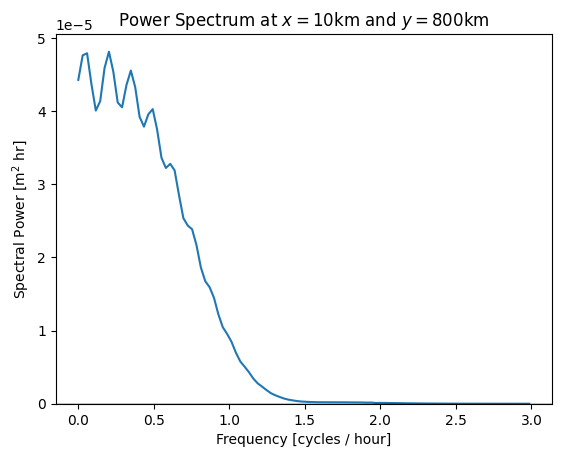 Power Spectrum at x = 10km and y = 800km
1e−5
5
4
3
2
1
0
Spectral Power [m² hr]
0.0 0.5 1.0 1.5 2.0 2.5 3.0
Frequency [cycles / hour]